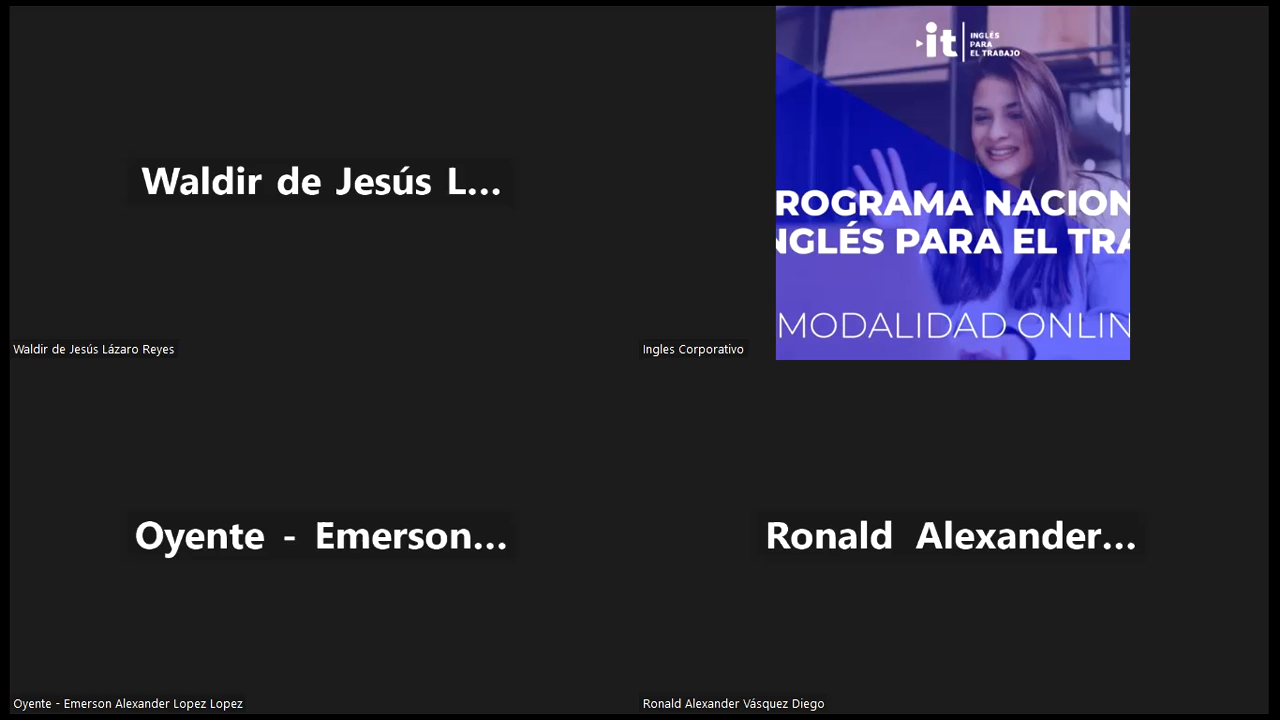 Waldir de Jesús L...
Waldir de Jesús Lázaro Reyes
it
INGLÉS
PARA
EL TRABAJO
ROGRAMA NACION
NGLÉS PARA EL TRA
MODALIDAD ONLIN
Ingles Corporativo
Oyente - Emerson...
Oyente - Emerson Alexander Lopez Lopez
Ronald Alexander...
Ronald Alexander Vásquez Diego